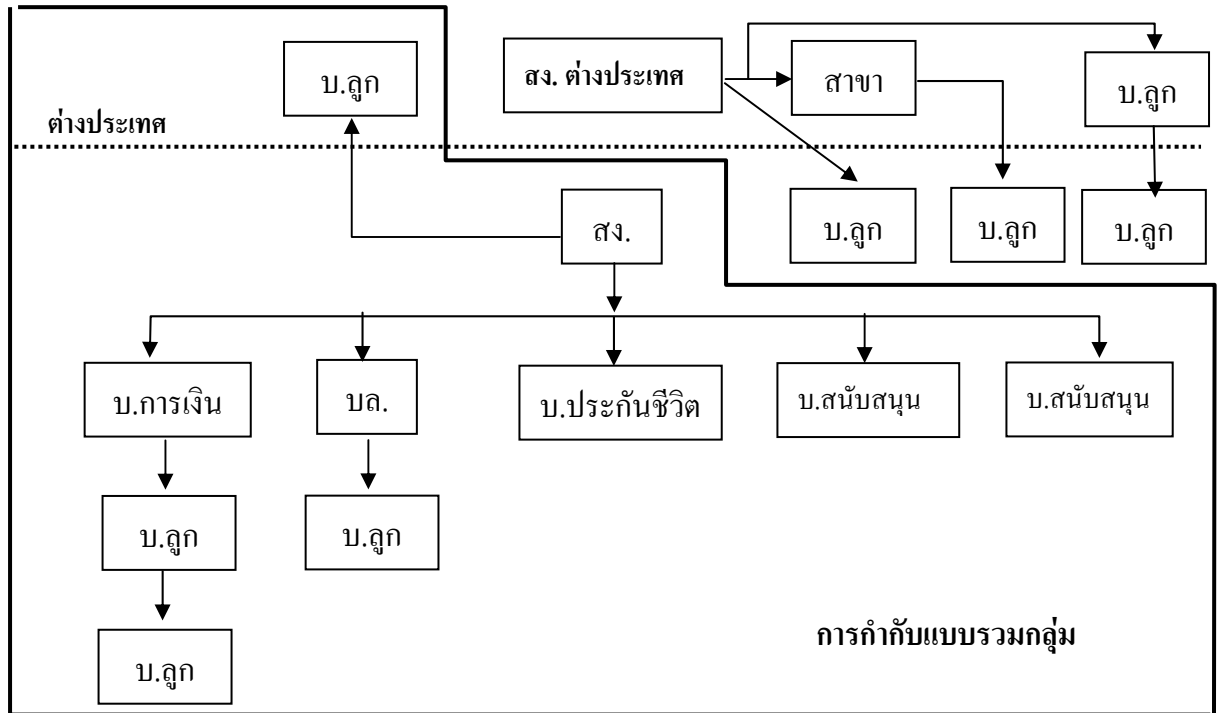 บ.ลูก
สง. ต่างประเทศ
สาขา
บ.ลูก
ต่างประเทศ
บ.ลูก
บ.ลูก
บ.ลูก
สง.
บ.การเงิน
บล.
บ.ประกันชีวิต
บ.สนับสนุน
บ.สนับสนุน
บ.ลูก
บ.ลูก
การกำกับแบบรวมกลุ่ม
บ.ลูก